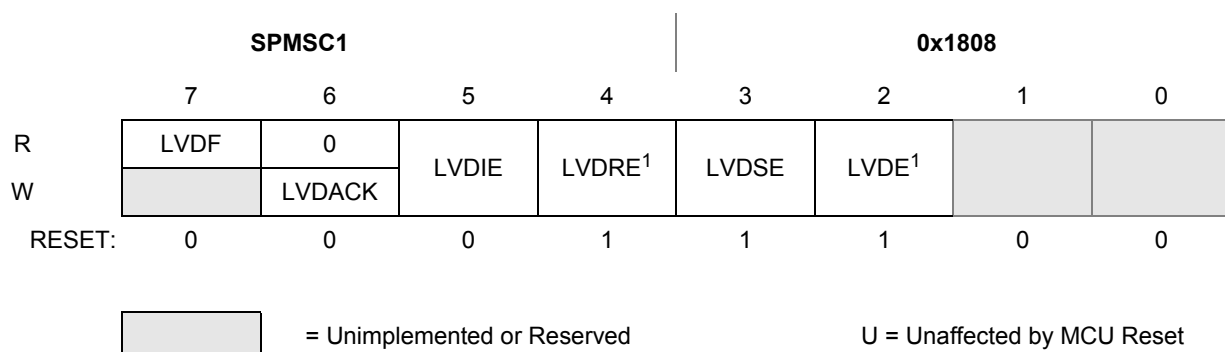 SPMSC1 0x1808
7 6 5 4 3 2 1 0
R LVDF 0 LVDIE LVDRE1 LVDSE LVDE1
W LVDACK
RESET: 0 0 0 1 1 1 0 0
= Unimplemented or Reserved U = Unaffected by MCU Reset